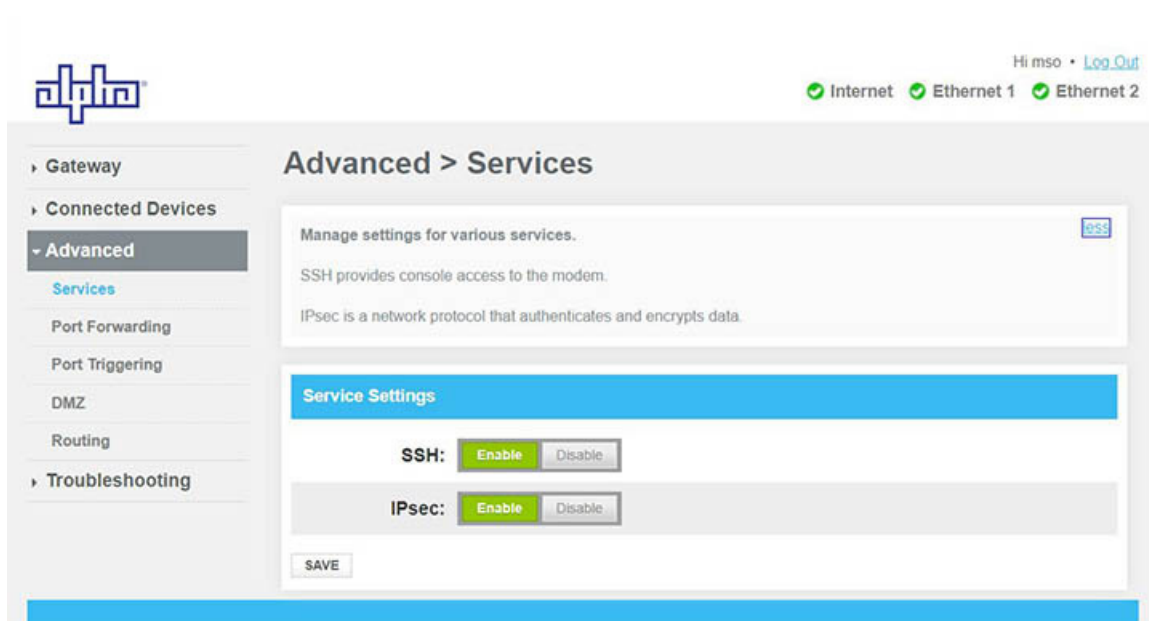 alpha
Hi mso • Log Out
Internet Ethernet 1 Ethernet 2
Gateway
Connected Devices
Advanced
Services
Port Forwarding
Port Triggering
DMZ
Routing
Troubleshooting
Advanced > Services
ess
Manage settings for various services.
SSH provides console access to the modem.
IPsec is a network protocol that authenticates and encrypts data.
Service Settings
SSH: Enable Disable
IPsec: Enable Disable
SAVE